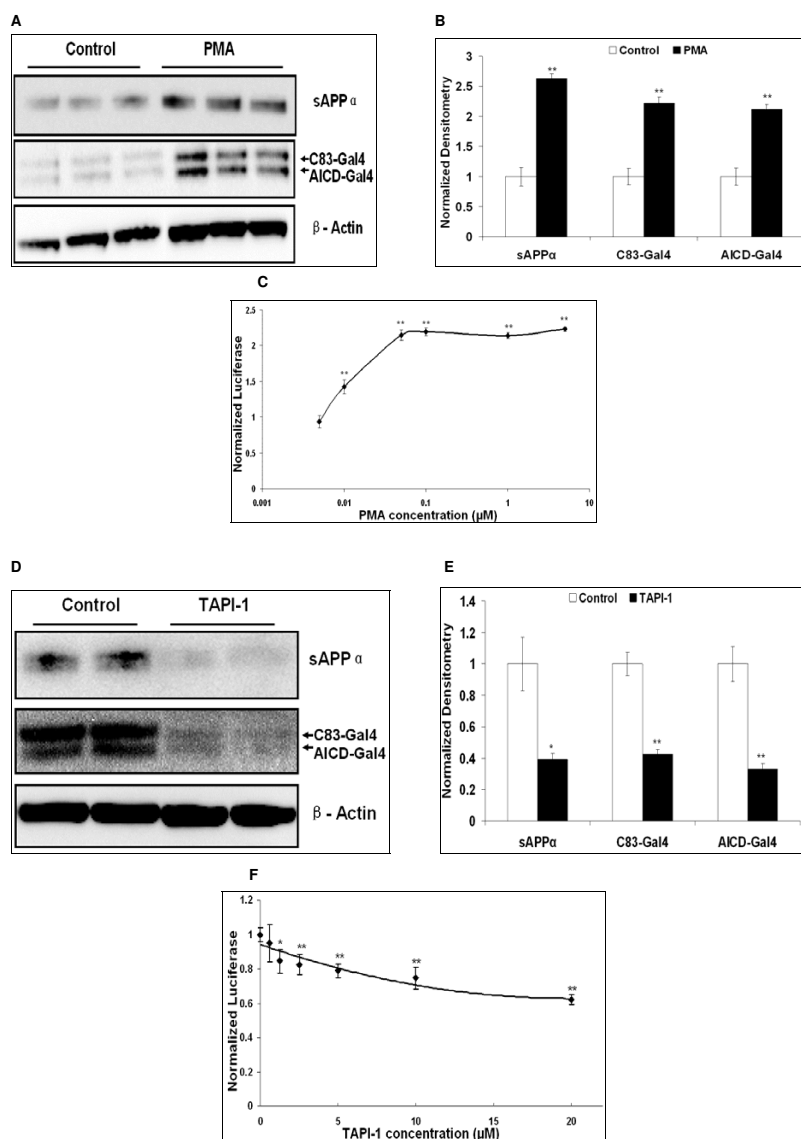 A
Control PMA
sAPP α
C83-Gal4
AICD-Gal4
β - Actin
B
Control PMA
Normalized Densitometry
3
2.5
2
1.5
1
0.5
0
**
**
**
sAPPα C83-Gal4 AICD-Gal4
C
Normalized Luciferase
2.5
2
1.5
1
0.5
0
**
**
**
**
**
0.001 0.01 0.1 1 10
PMA concentration (µM)
D
Control TAPI-1
sAPP α
C83-Gal4
AICD-Gal4
β - Actin
E
Control TAPI-1
Normalized Densitometry
1.4
1.2
1
0.8
0.6
0.4
0.2
0
*
**
**
sAPPα C83-Gal4 AICD-Gal4
F
Normalized Luciferase
1.2
1
0.8
0.6
0.4
0.2
0
*
**
**
**
**
0 5 10 15 20
TAPI-1 concentration (µM)